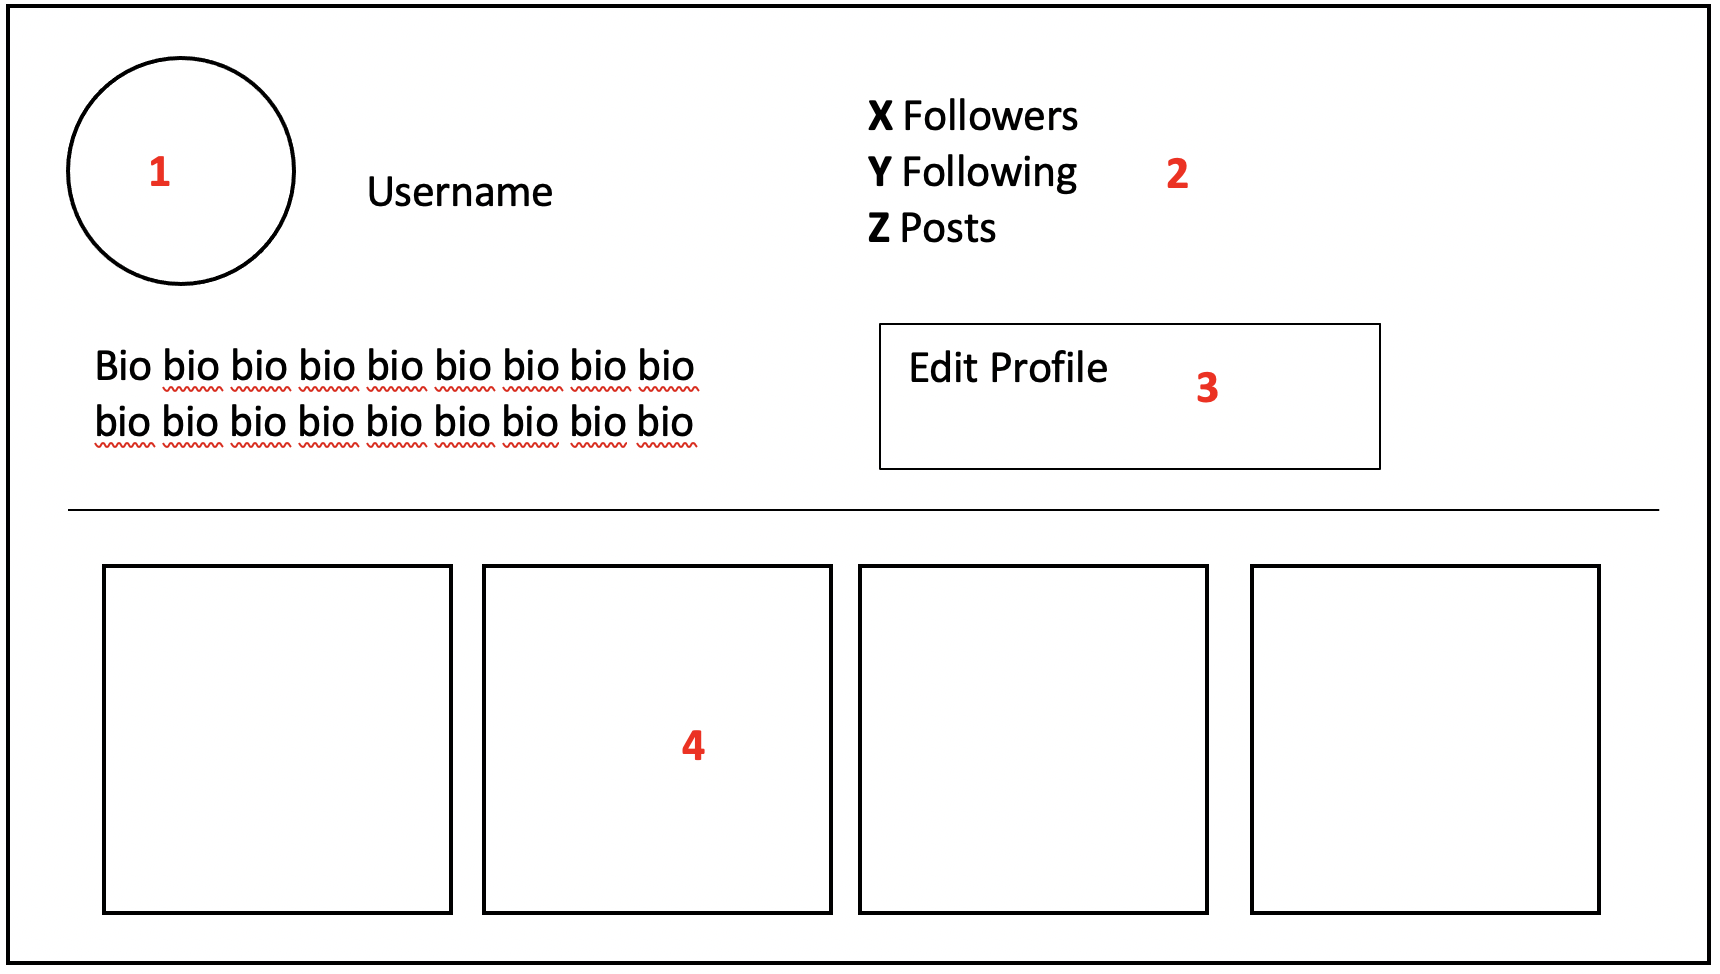 1
Username
X Followers
Y Following
Z Posts
2
Bio bio bio bio bio bio bio bio bio
bio bio bio bio bio bio bio bio bio
Edit Profile
3
4